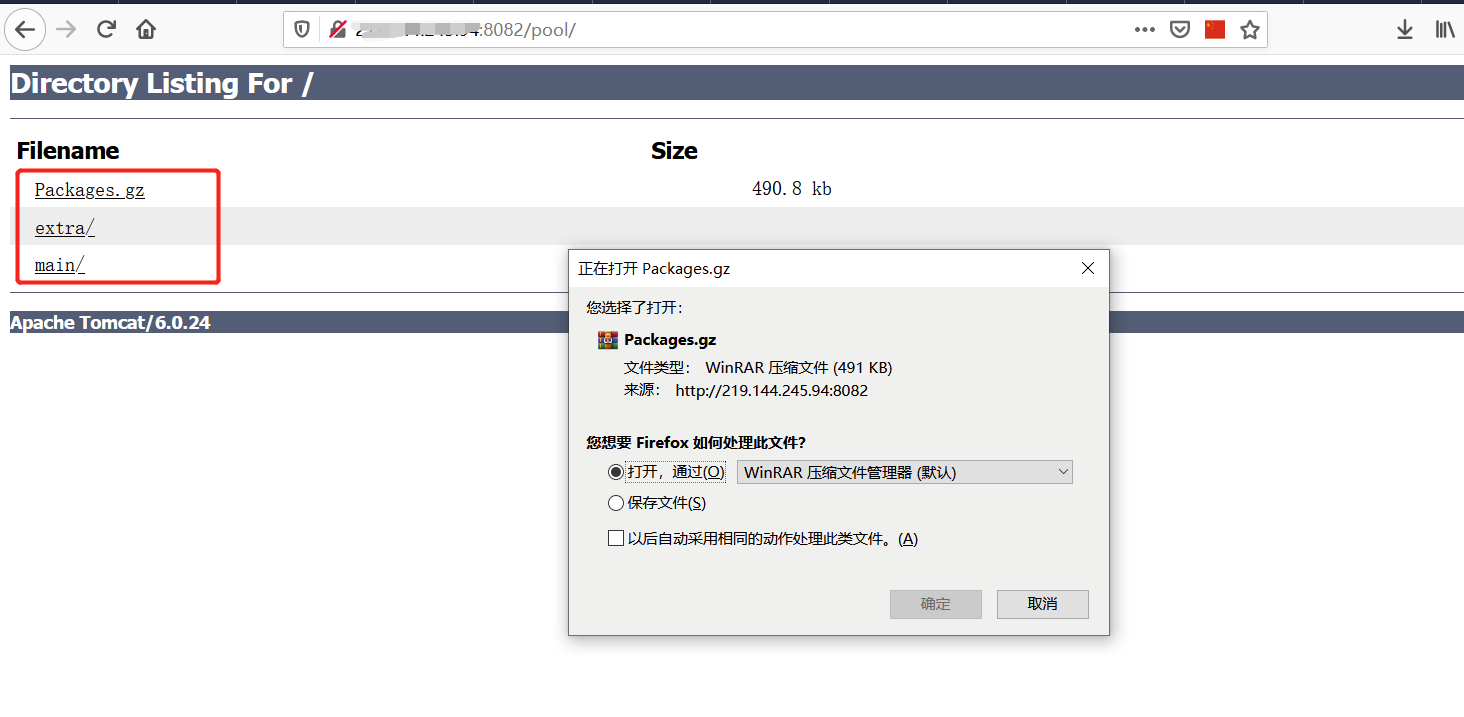 :8082/pool/
Directory Listing For /
Filename Size
Packages.gz 490.8 kb
extra/
main/
Apache Tomcat/6.0.24
正在打开 Packages.gz
您选择了打开:
Packages.gz
文件类型: WinRAR 压缩文件 (491 KB)
来源: http://219.144.245.94:8082
您想要 Firefox 如何处理此文件?
打开，通过(O) WinRAR 压缩文件管理器 (默认)
保存文件(S)
以后自动采用相同的动作处理此类文件。(A)
确定 取消